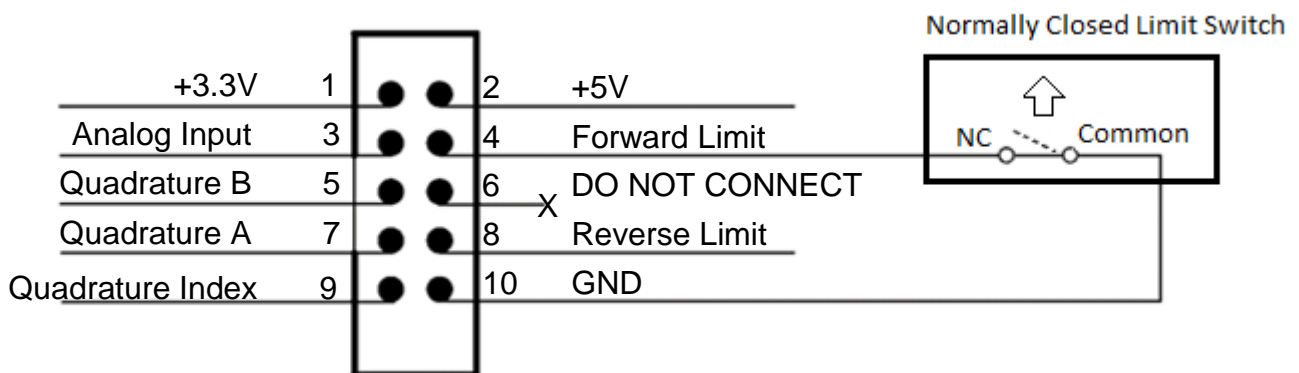 Normally Closed Limit Switch
+3.3V 1 2 +5V
Analog Input 3 4 Forward Limit NC Common
Quadrature B 5 6 X DO NOT CONNECT
Quadrature A 7 8 Reverse Limit
Quadrature Index 9 10 GND